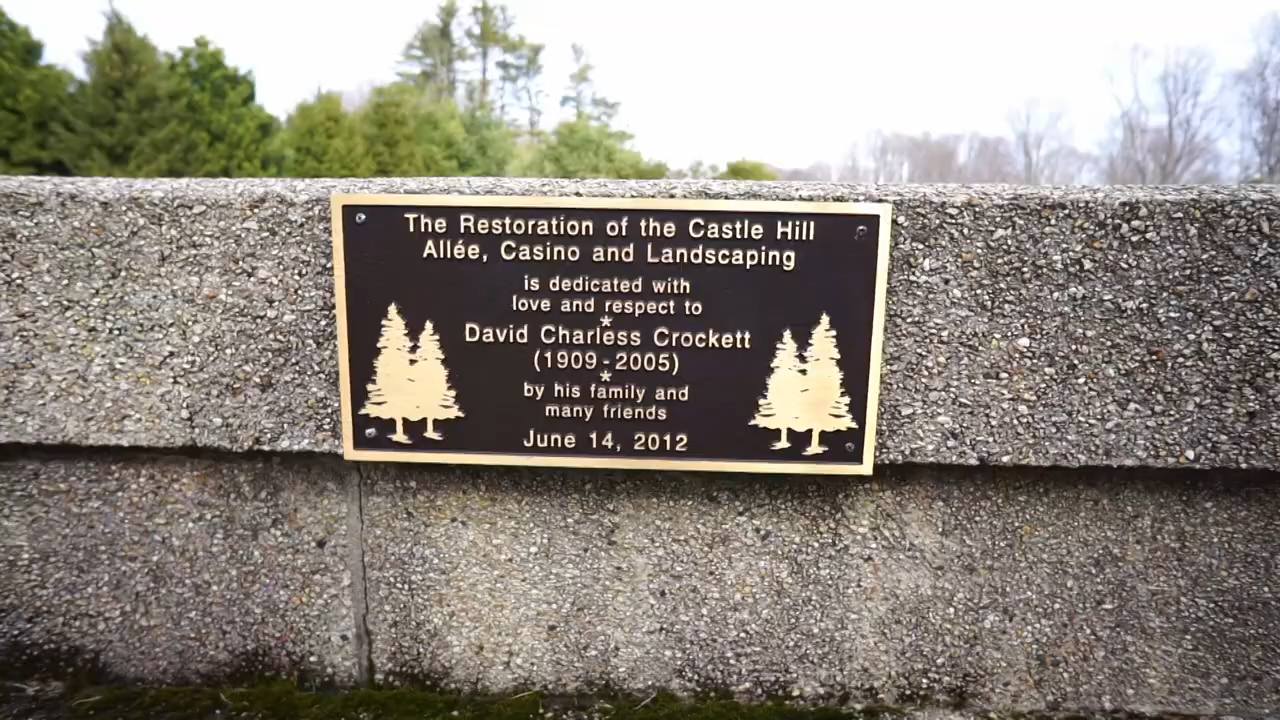 The Restoration of the Castle Hill
Allée, Casino and Landscaping
is dedicated with
love and respect to
*
David Charless Crockett
(1909-2005)
*
by his family and
many friends
June 14, 2012